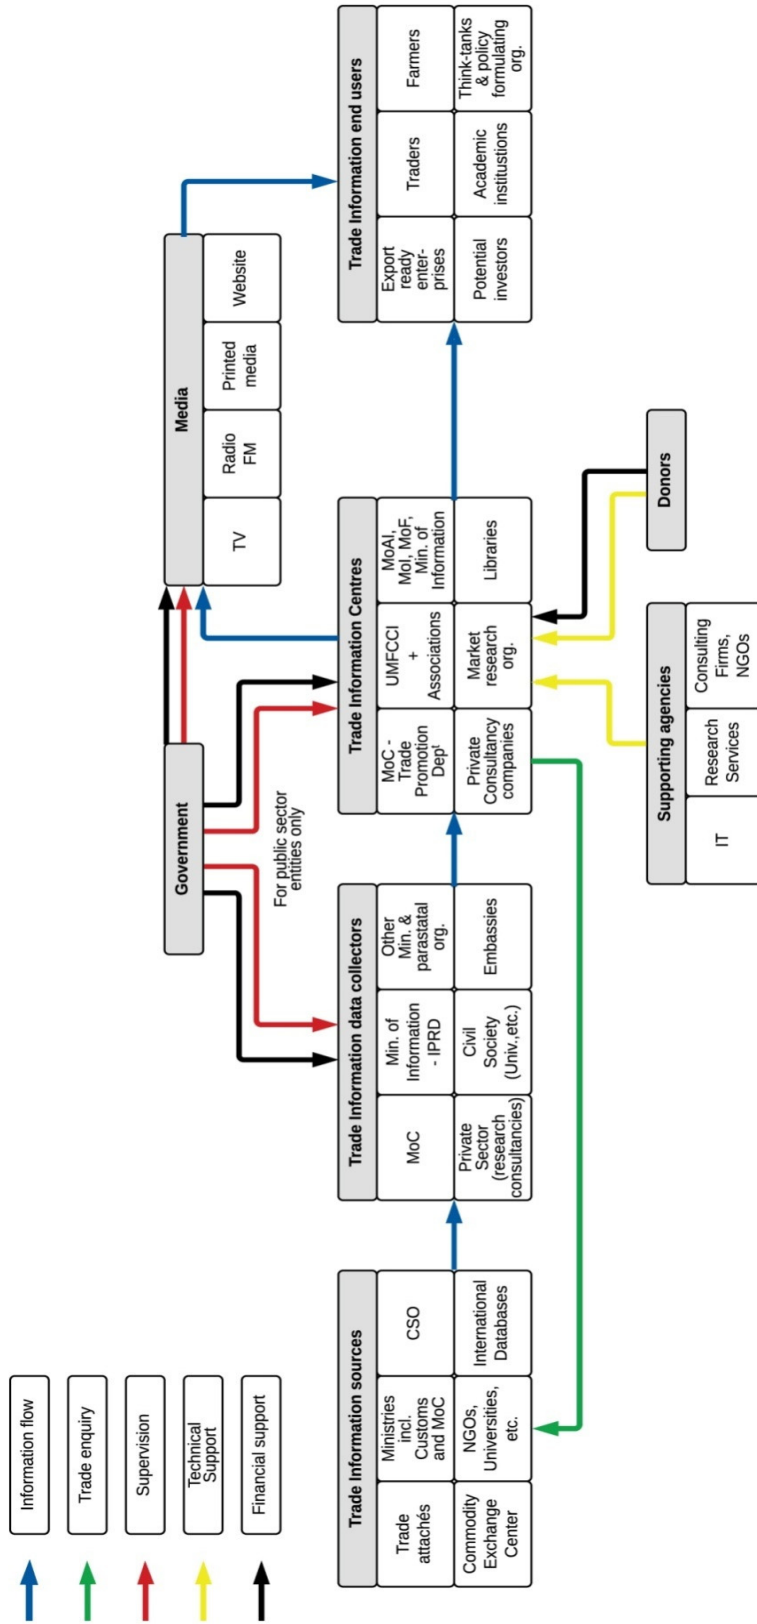 Information flow
Trade enquiry
Supervision
Technical
Support
Financial support
Government
For public sector
entities only
Media
TV
Radio
FM
Printed
media
Website
Trade Information sources
Trade
attachés
Ministries
incl.
Customs
and MoC
CSO
Commodity
Exchange
Center
NGOs,
Universities,
etc.
International
Databases
Trade Information data collectors
MoC
Min. of
Information
- IPRD
Other
Min. &
parastatal
org.
Private
Sector
(research
consultancies)
Civil
Society
(Univ.,etc.)
Embassies
Trade Information Centres
MoC -
Trade
Promotion
Depᵗ
UMFCCI
+
Associations
MoAI,
MoI, MoF,
Min. of
Information
Private
Consultancy
companies
Market
research
org.
Libraries
Trade Information end users
Export
ready
enter-
prises
Traders
Farmers
Potential
investors
Academic
institustions
Think-tanks
& policy
formulating
org.
Supporting agencies
IT
Research
Services
Consulting
Firms,
NGOs
Donors